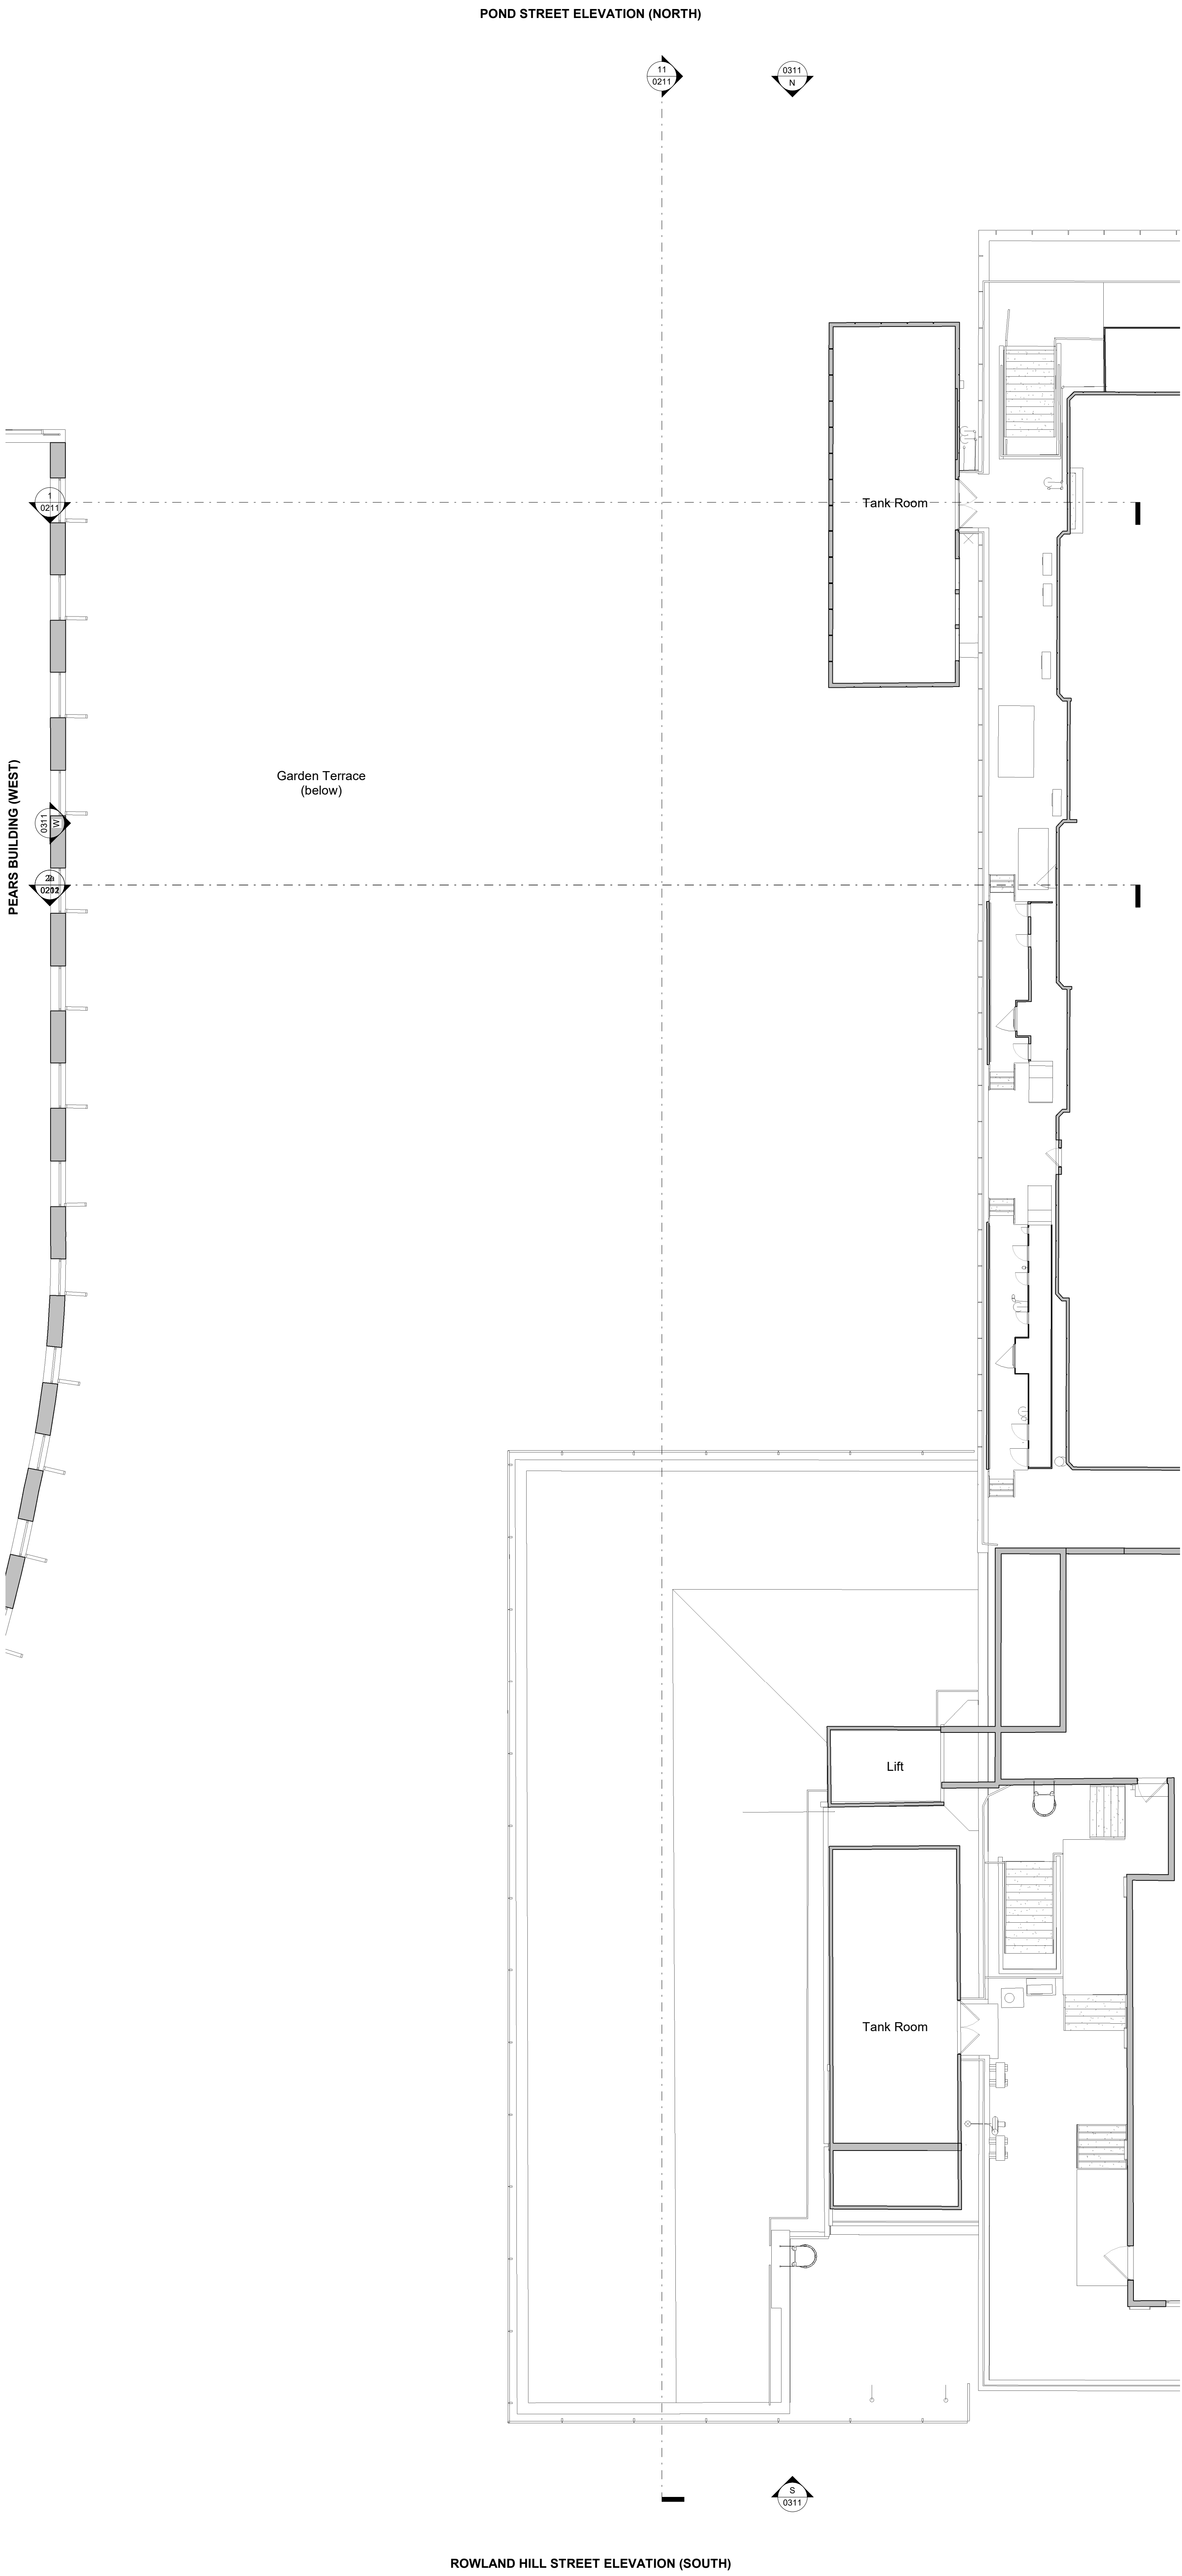 POND STREET ELEVATION (NORTH)
11
0211
0311
N
1
0211
Tank Room
Garden Terrace
(below)
PEARS BUILDING (WEST)
0311
W
Lift
Tank Room
S
0311
ROWLAND HILL STREET ELEVATION (SOUTH)